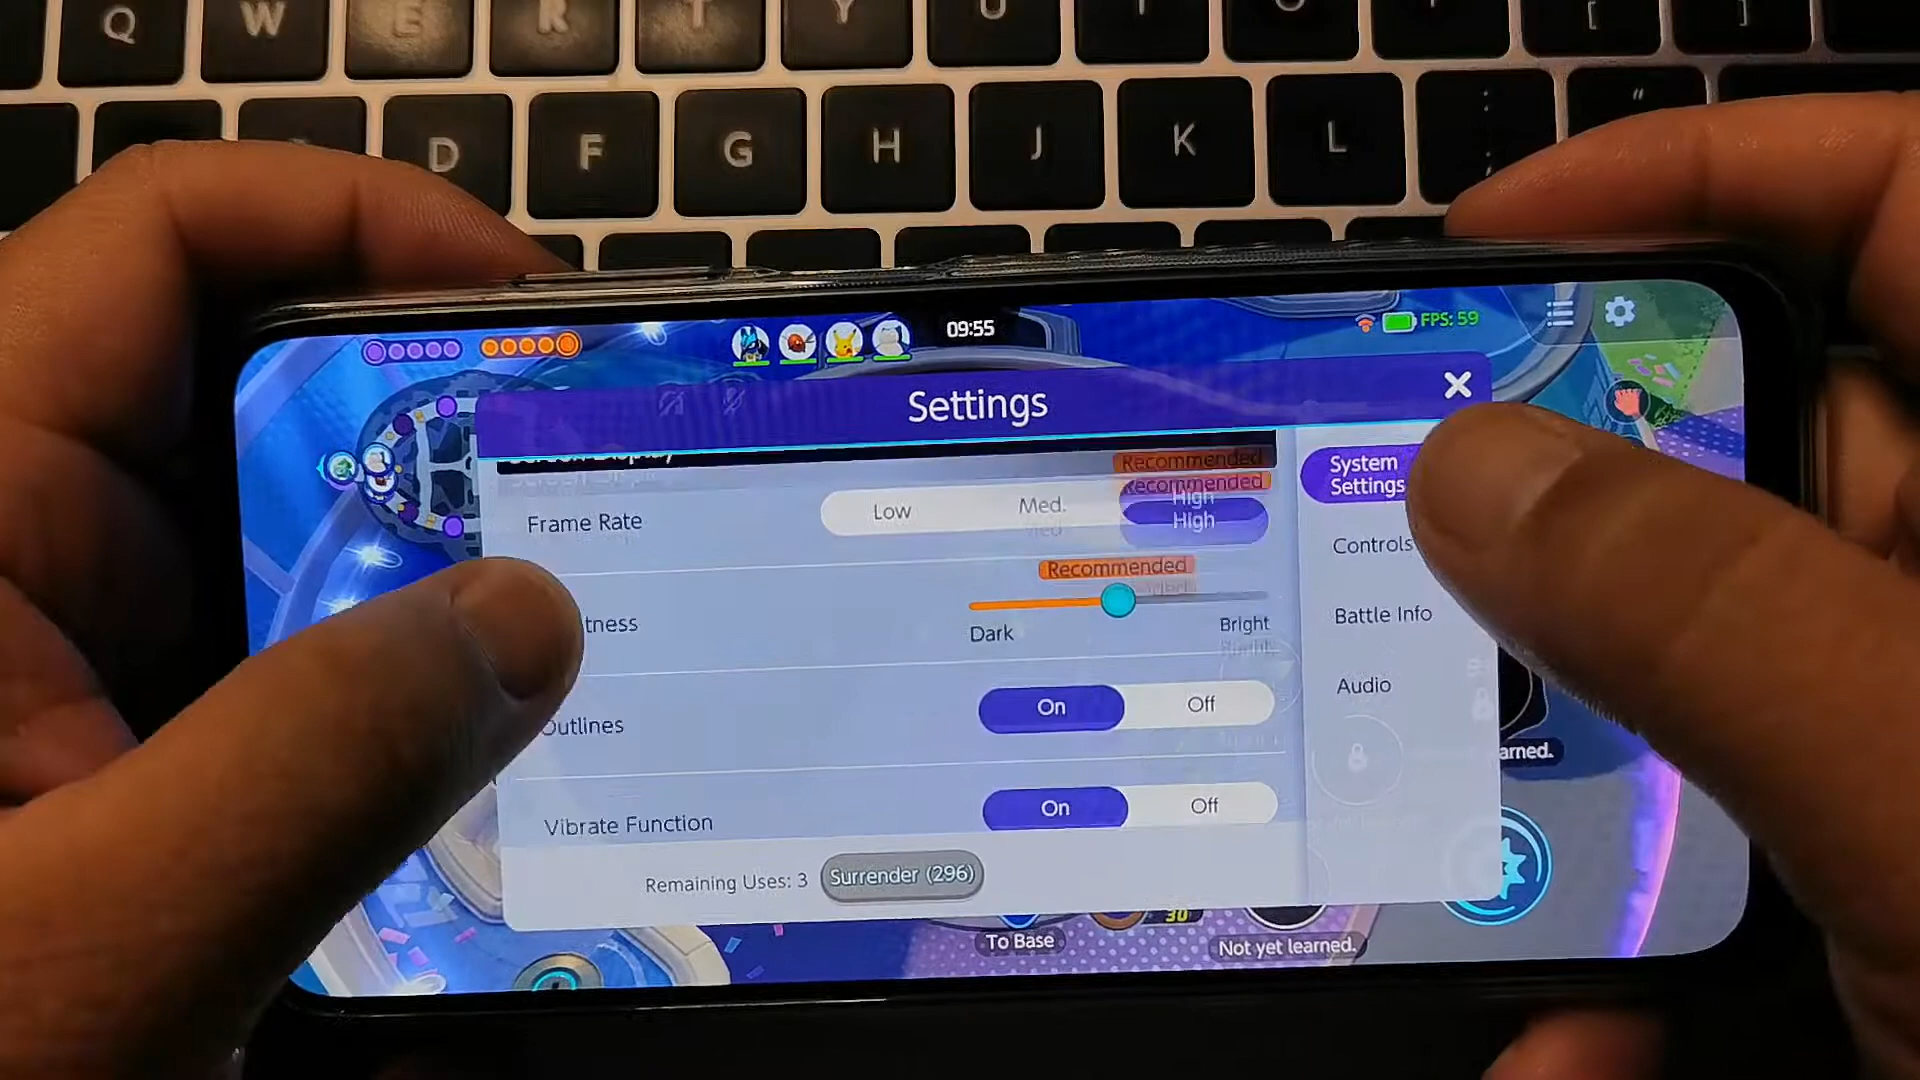 Q W E R T Y U
[ ]
D F G H J K L : ; "
09:55
FPS: 59
Settings
Screen Display
Recommended
Recommended
Frame Rate Low Med. High
High
System
Settings
Controls
Recommended
tness
Dark Bright
Battle Info
Outlines On Off
Audio
Vibrate Function On Off
arned.
Remaining Uses: 3 Surrender (296)
30
To Base
Not yet learned.